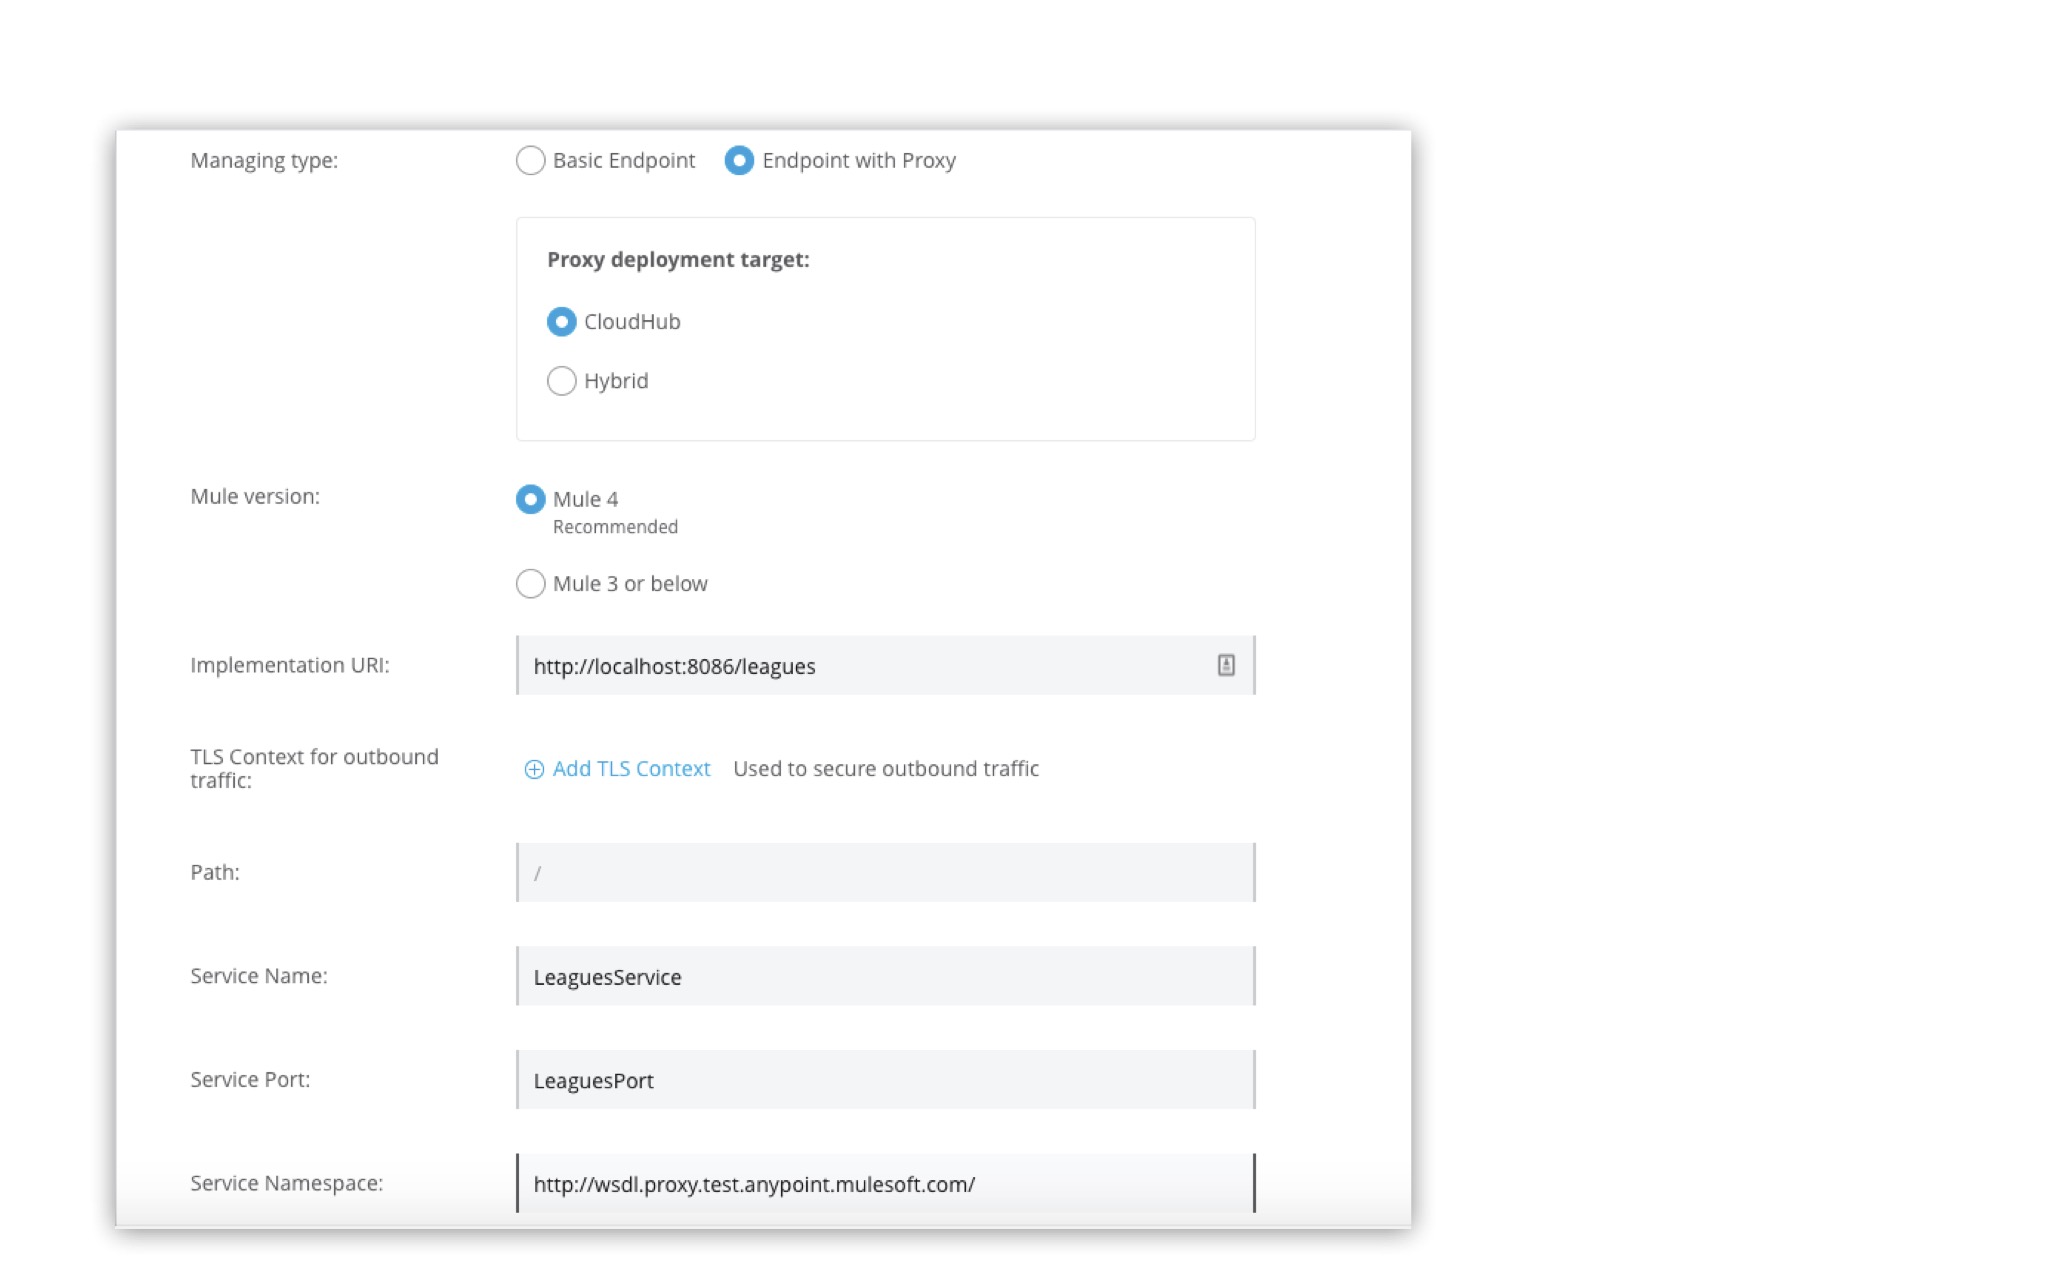 Managing type:
Basic Endpoint
Endpoint with Proxy
Proxy deployment target:
CloudHub
Hybrid
Mule version:
Mule 4
Recommended
Mule 3 or below
Implementation URI:
http://localhost:8086/leagues
TLS Context for outbound
traffic:
Add TLS Context
Used to secure outbound traffic
Path:
/
Service Name:
LeaguesService
Service Port:
LeaguesPort
Service Namespace:
http://wsdl.proxy.test.anypoint.mulesoft.com/